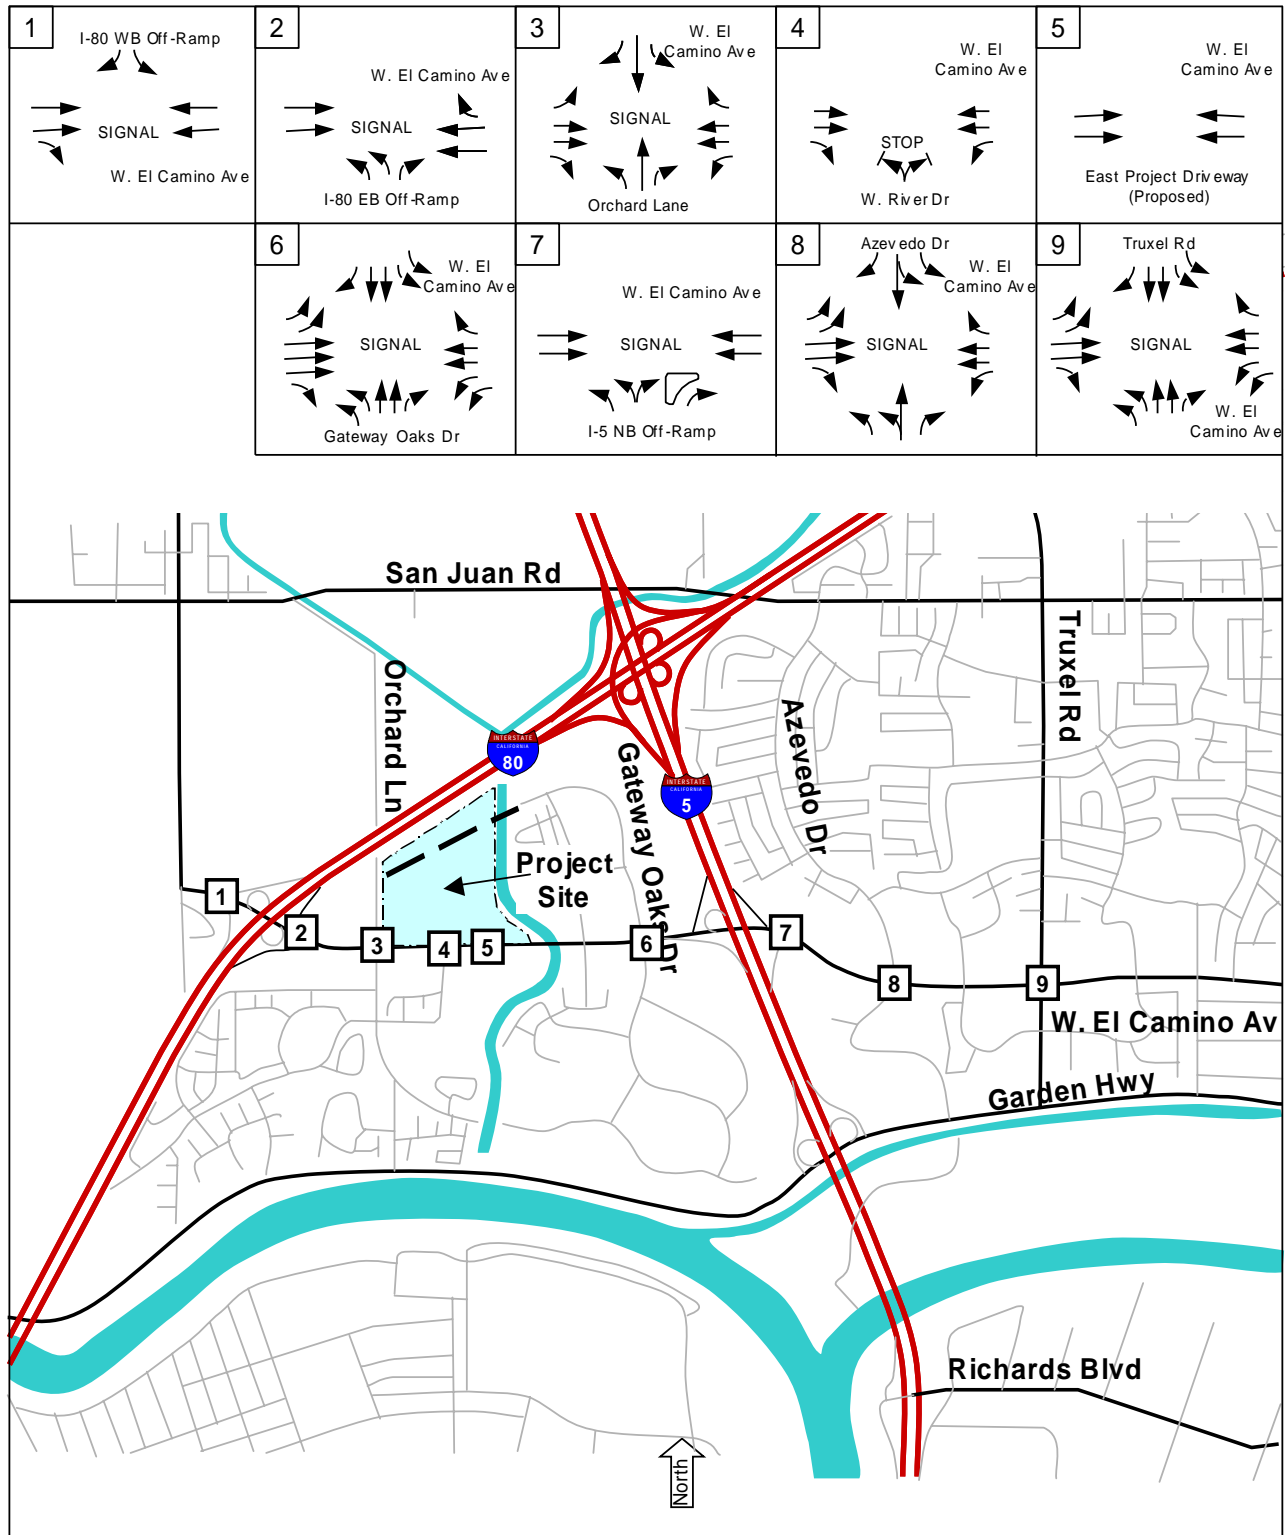 1
I-80 WB Off-Ramp
SIGNAL
W. El Camino Ave
2
W. El Camino Ave
SIGNAL
I-80 EB Off-Ramp
3
W. El
Camino Ave
SIGNAL
Orchard Lane
4
W. El
Camino Ave
STOP
W. River Dr
5
W. El
Camino Ave
East Project Driveway
(Proposed)
6
W. El
Camino Ave
SIGNAL
Gateway Oaks Dr
7
W. El Camino Ave
SIGNAL
I-5 NB Off-Ramp
8
Azevedo Dr
W. El
Camino Ave
SIGNAL
9
Truxel Rd
SIGNAL
W. El
Camino Ave
San Juan Rd
Orchard Ln
Truxel Rd
Azevedo Dr
Gateway Oaks Dr
INTERSTATE
CALIFORNIA
80
INTERSTATE
CALIFORNIA
5
Project
Site
1
2
3
4
5
6
7
8
9
W. El Camino Av
Garden Hwy
Richards Blvd
North